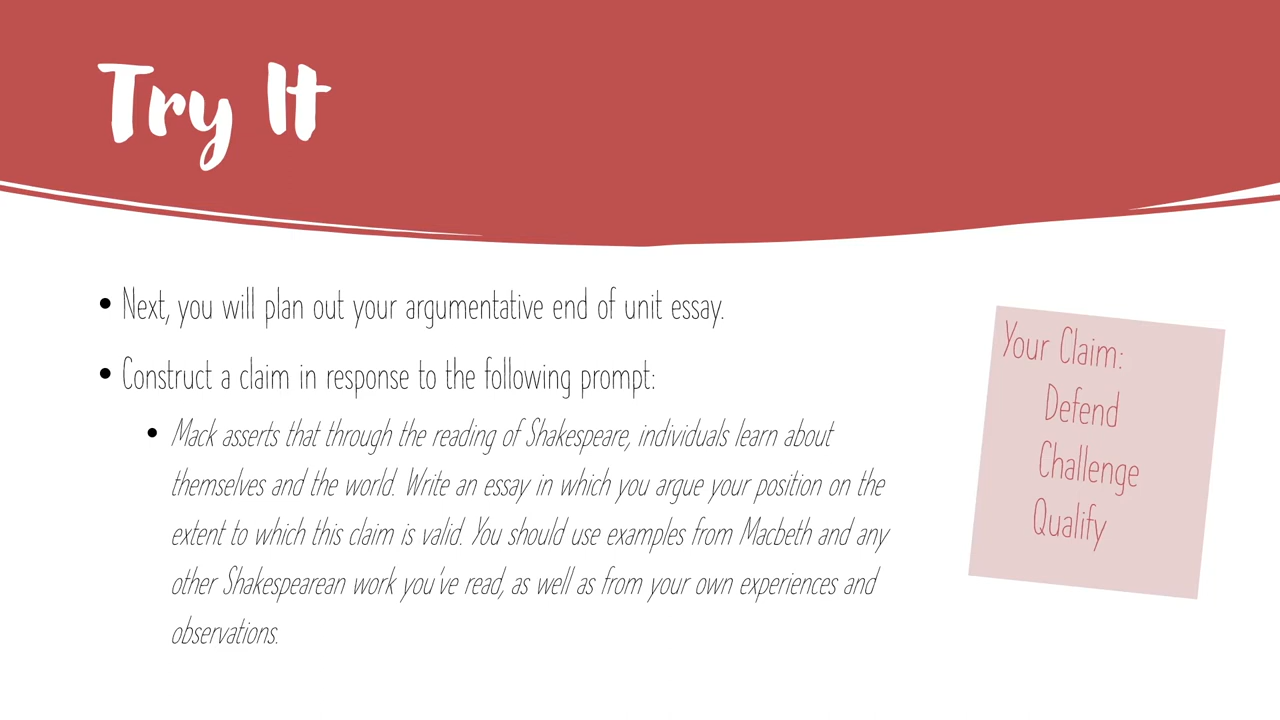 Try It
• Next, you will plan out your argumentative end of unit essay.
• Construct a claim in response to the following prompt:
• Mack asserts that through the reading of Shakespeare, individuals learn about
themselves and the world. Write an essay in which you argue your position on the
extent to which this claim is valid. You should use examples from Macbeth and any
other Shakespearean work you've read, as well as from your own experiences and
observations.
Your Claim:
Defend
Challenge
Qualify